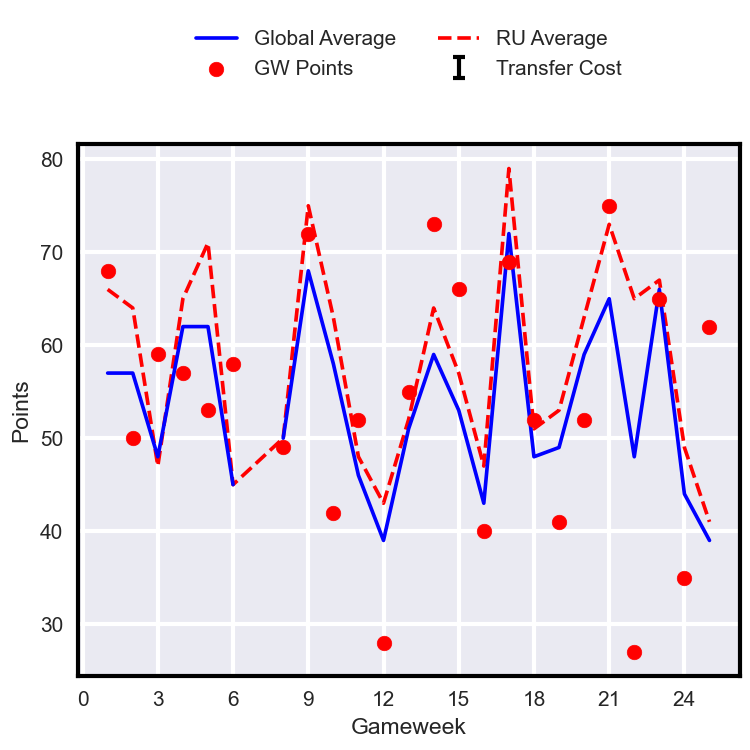 Global Average
RU Average
GW Points
Transfer Cost
80
70
60
50
40
30
Points
0 3 6 9 12 15 18 21 24
Gameweek